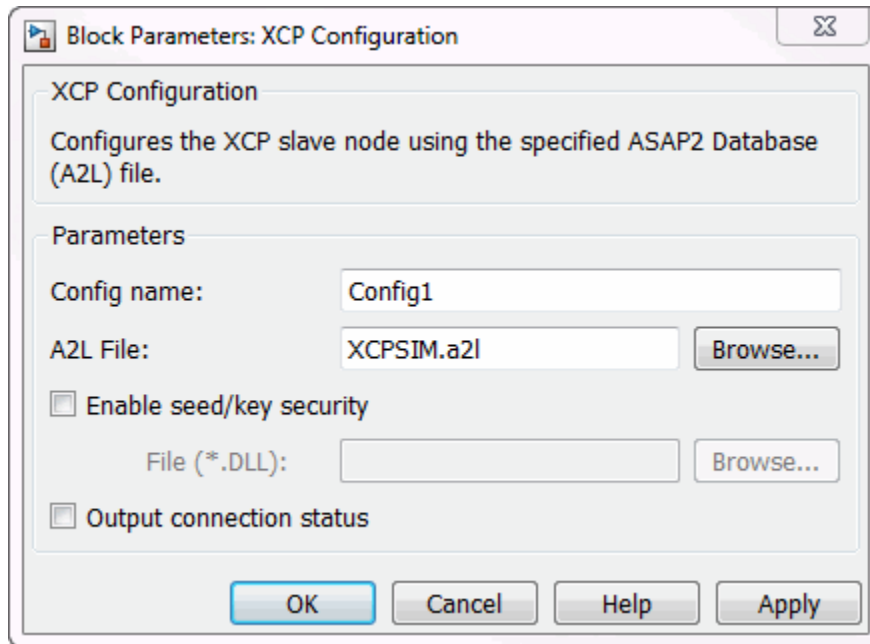 Block Parameters: XCP Configuration
XCP Configuration
Configures the XCP slave node using the specified ASAP2 Database
(A2L) file.
Parameters
Config name: Config1
A2L File: XCPSIM.a2l Browse...
Enable seed/key security
File (*.DLL): Browse...
Output connection status
OK Cancel Help Apply